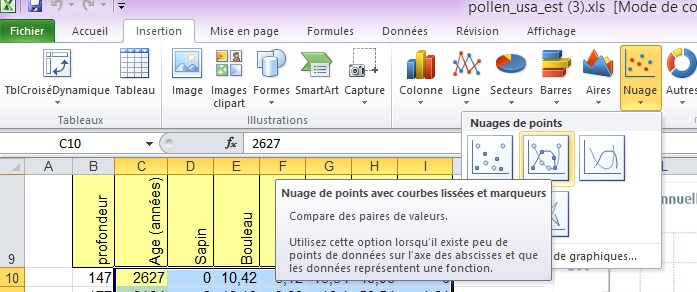 pollen_usa_est (3).xls [Mode de co
Fichier Accueil Insertion Mise en page Formules Données Révision Affichage
TblCroiséDynamique Tableau Image Images clipart Formes SmartArt Capture Colonne Ligne Secteurs Barres Aires Nuage Autres
Tableaux Illustrations
C10 fx 2627
Nuages de points
A B C D E F G H I L
9 profondeur Age (années) Sapin Bouleau
Nuage de points avec courbes lissées et marqueurs
Compare des paires de valeurs.
Utilisez cette option lorsqu'il existe peu de
points de données sur l'axe des abscisses et que
les données représentent une fonction.
de graphiques...
10 147 2627 0 10,42